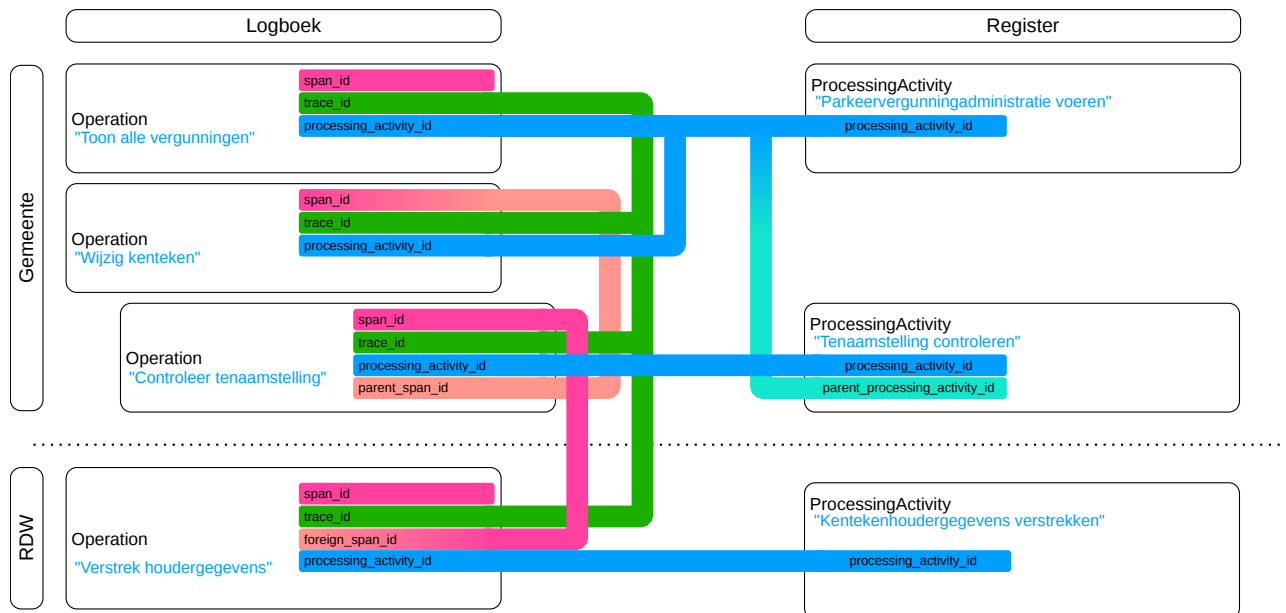 Logboek
Register
Gemeente
Operation
"Toon alle vergunningen"
span_id
trace_id
processing_activity_id
ProcessingActivity
"Parkeervergunningadministratie voeren"
processing_activity_id
Operation
"Wijzig kenteken"
span_id
trace_id
processing_activity_id
Operation
"Controleer tenaamstelling"
span_id
trace_id
processing_activity_id
parent_span_id
ProcessingActivity
"Tenaamstelling controleren"
processing_activity_id
parent_processing_activity_id
RDW
Operation
"Verstrek houdergegevens"
span_id
trace_id
foreign_span_id
processing_activity_id
ProcessingActivity
"Kentekenhoudergegevens verstrekken"
processing_activity_id